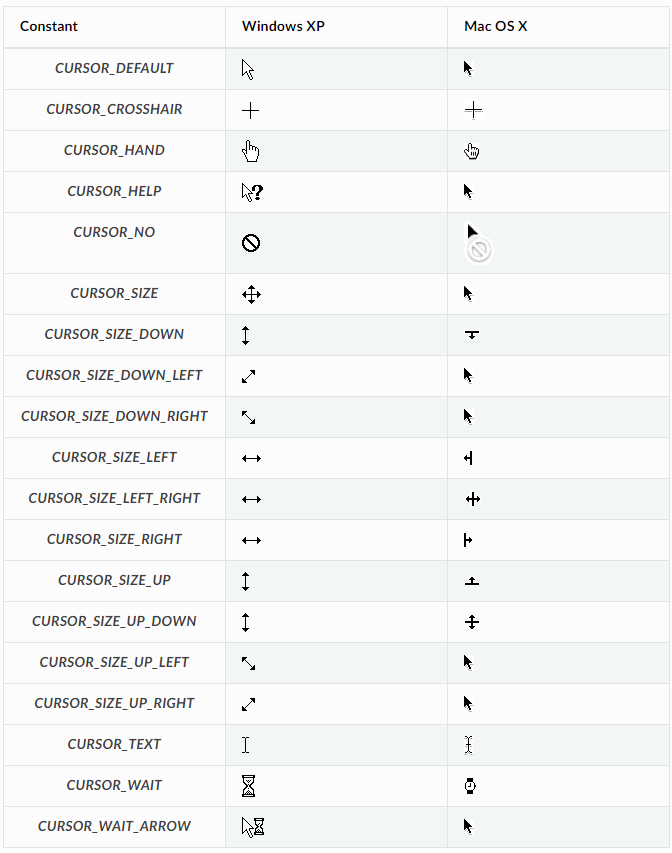 Constant Windows XP Mac OS X
CURSOR_DEFAULT
CURSOR_CROSSHAIR
CURSOR_HAND
CURSOR_HELP
CURSOR_NO
CURSOR_SIZE
CURSOR_SIZE_DOWN
CURSOR_SIZE_DOWN_LEFT
CURSOR_SIZE_DOWN_RIGHT
CURSOR_SIZE_LEFT
CURSOR_SIZE_LEFT_RIGHT
CURSOR_SIZE_RIGHT
CURSOR_SIZE_UP
CURSOR_SIZE_UP_DOWN
CURSOR_SIZE_UP_LEFT
CURSOR_SIZE_UP_RIGHT
CURSOR_TEXT
CURSOR_WAIT
CURSOR_WAIT_ARROW